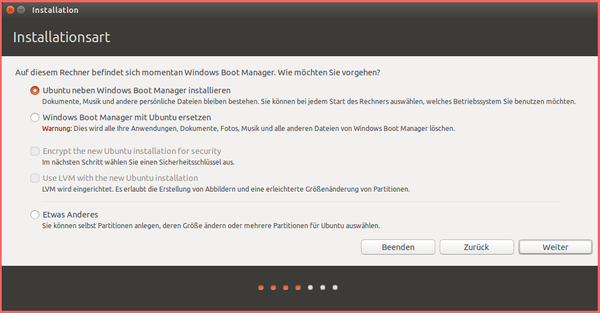 Installation
Installationsart
Auf diesem Rechner befindet sich momentan Windows Boot Manager. Wie möchten Sie vorgehen?
Ubuntu neben Windows Boot Manager installieren
Dokumente, Musik und andere persönliche Dateien bleiben bestehen. Sie können bei jedem Start des Rechners auswählen, welches Betriebssystem Sie benutzen möchten.
Windows Boot Manager mit Ubuntu ersetzen
Warnung: Dies wird alle Ihre Anwendungen, Dokumente, Fotos, Musik und alle anderen Dateien von Windows Boot Manager löschen.
Encrypt the new Ubuntu installation for security
Im nächsten Schritt wählen Sie einen Sicherheitsschlüssel aus.
Use LVM with the new Ubuntu installation
LVM wird eingerichtet. Es erlaubt die Erstellung von Abbildern und eine erleichterte Größenänderung von Partitionen.
Etwas Anderes
Sie können selbst Partitionen anlegen, deren Größe ändern oder mehrere Partitionen für Ubuntu auswählen.
Beenden Zurück Weiter